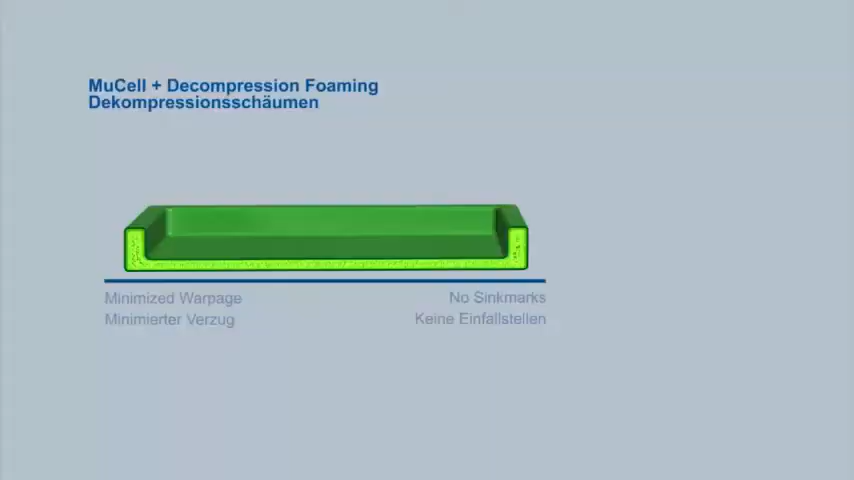 MuCell + Decompression Foaming
Dekompressionsschäumen
Minimized Warpage
No Sinkmarks
Minimierter Verzug
Keine Einfallstellen